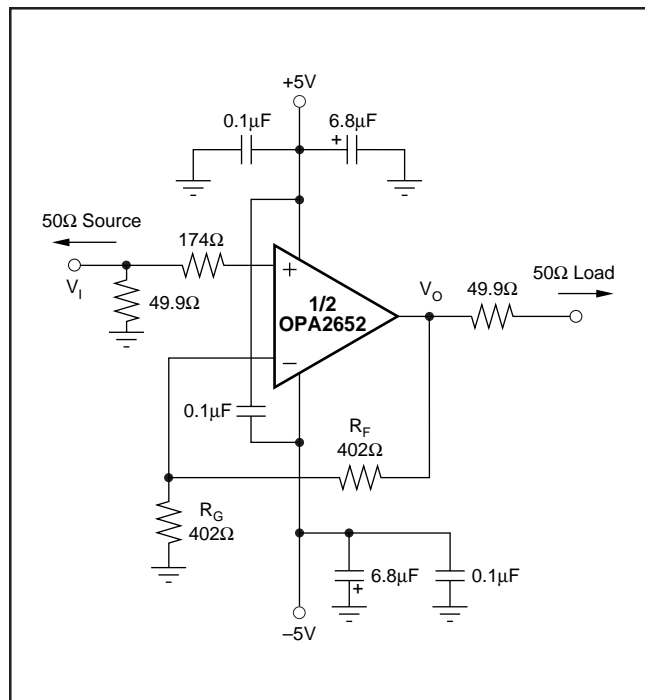 +5V
0.1µF
6.8µF
+
50Ω Source
174Ω
V_I
49.9Ω
+
1/2
OPA2652
–
V_O
49.9Ω
50Ω Load
0.1µF
R_F
402Ω
R_G
402Ω
6.8µF
+
0.1µF
–5V